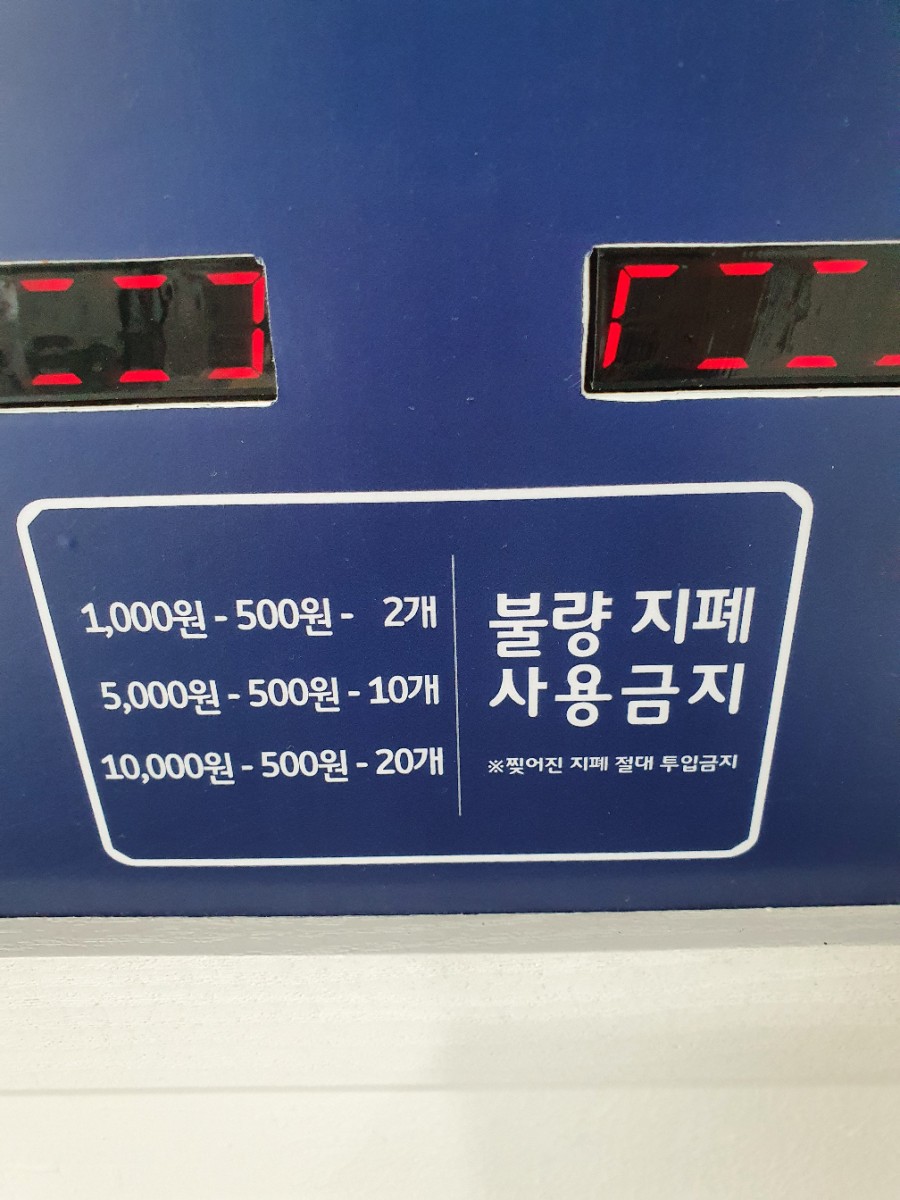 1,000원 - 500원 - 2개
5,000원 - 500원 - 10개
10,000원 - 500원 - 20개
불량 지폐
사용금지
※찢어진 지폐 절대 투입금지